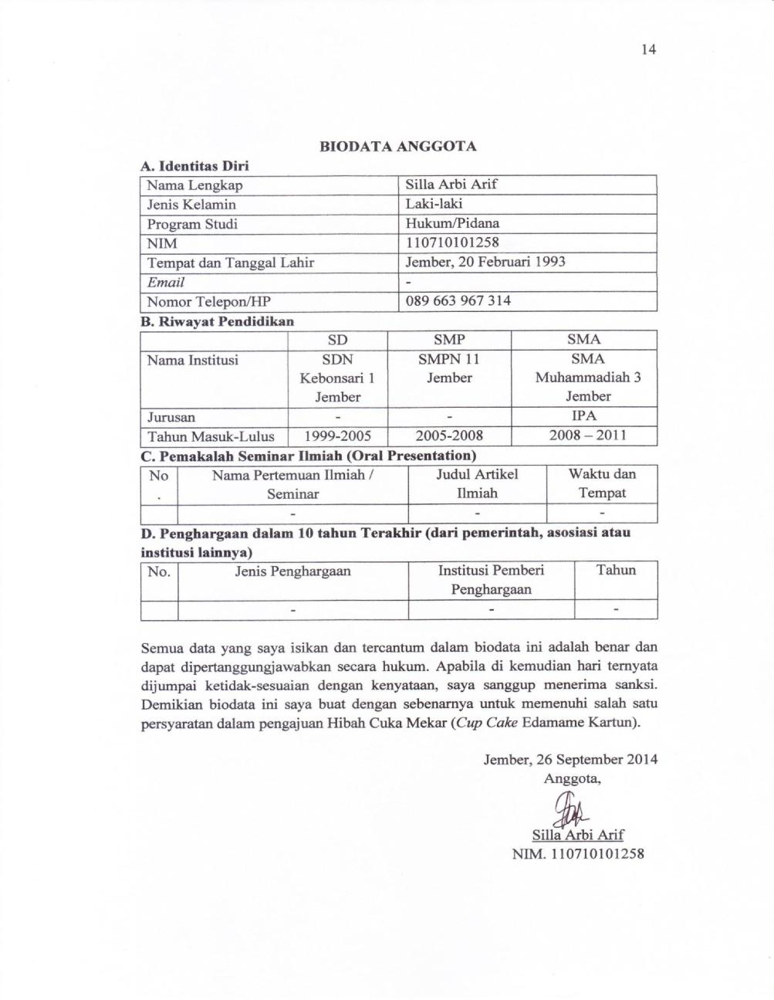 14
BIODATA ANGGOTA
A. Identitas Diri
Nama Lengkap Silla Arbi Arif
Jenis Kelamin Laki-laki
Program Studi Hukum/Pidana
NIM 110710101258
Tempat dan Tanggal Lahir Jember, 20 Februari 1993
Email -
Nomor Telepon/HP 089 663 967 314
B. Riwayat Pendidikan
SD SMP SMA
Nama Institusi SDN SMPN 11 SMA
Kebonsari 1 Jember Muhammadiah 3
Jember Jember
Jurusan - - IPA
Tahun Masuk-Lulus 1999-2005 2005-2008 2008 – 2011
C. Pemakalah Seminar Ilmiah (Oral Presentation)
No Nama Pertemuan Ilmiah / Judul Artikel Waktu dan
. Seminar Ilmiah Tempat
- - -
D. Penghargaan dalam 10 tahun Terakhir (dari pemerintah, asosiasi atau
institusi lainnya)
No. Jenis Penghargaan Institusi Pemberi Tahun
Penghargaan
- - -
Semua data yang saya isikan dan tercantum dalam biodata ini adalah benar dan
dapat dipertanggungjawabkan secara hukum. Apabila di kemudian hari ternyata
dijumpai ketidak-sesuaian dengan kenyataan, saya sanggup menerima sanksi.
Demikian biodata ini saya buat dengan sebenarnya untuk memenuhi salah satu
persyaratan dalam pengajuan Hibah Cuka Mekar (Cup Cake Edamame Kartun).
Jember, 26 September 2014
Anggota,
Silla Arbi Arif
NIM. 110710101258